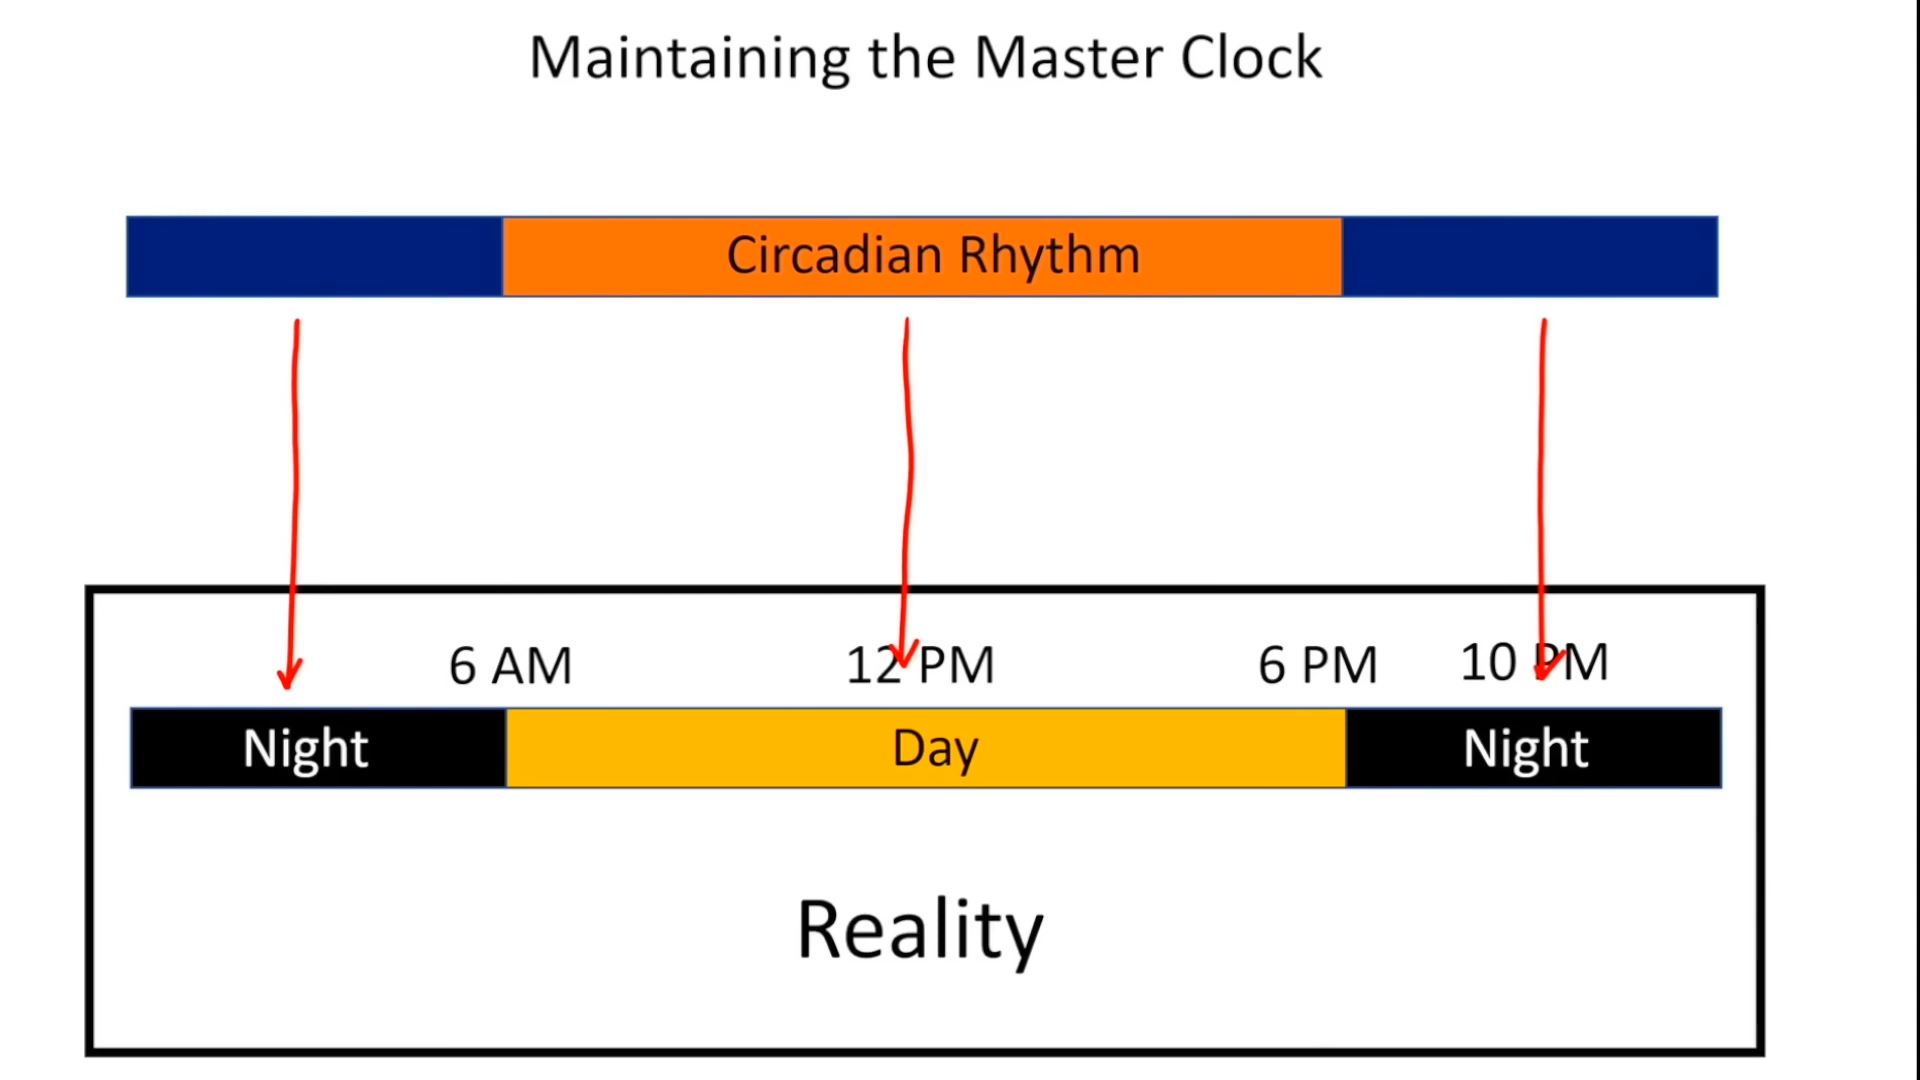 Maintaining the Master Clock
Circadian Rhythm
6 AM 12 PM 6 PM 10 PM
Night Day Night
Reality